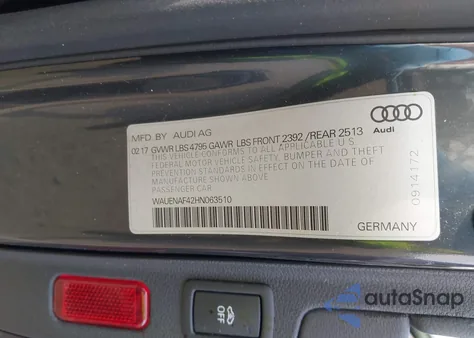 MFD.BY AUDI AG
02.17 GVWR LBS 4795 GAWR LBS FRONT 2392 /REAR 2513
THIS VEHICLE CONFORMS TO ALL APPLICABLE U.S.
FEDERAL MOTOR VEHICLE SAFETY, BUMPER AND THEFT
PREVENTION STANDARDS IN EFFECT ON THE DATE OF
MANUFACTURE SHOWN ABOVE.
PASSENGER CAR
WAUENAF42HN063510
Audi
0914172
GERMANY
OFF
autoSnap